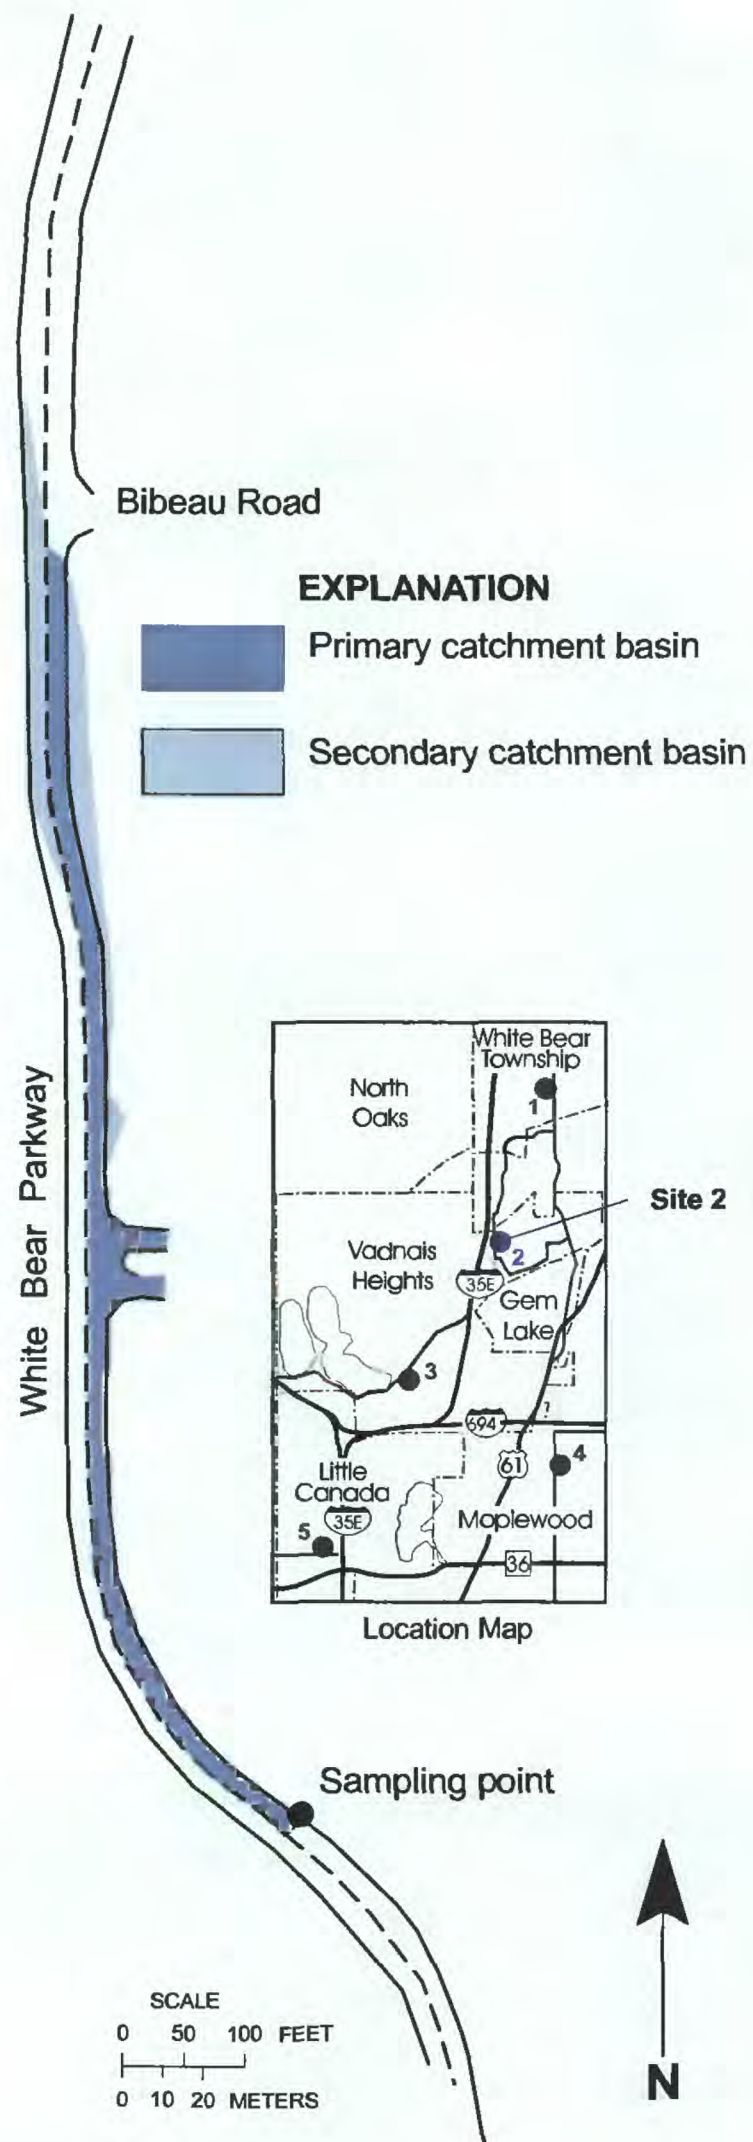 Bibeau Road
EXPLANATION
Primary catchment basin
Secondary catchment basin
White Bear Parkway
White Bear
Township
North
Oaks
1
Site 2
Vadnais
Heights
2
35E
Gem
Lake
3
?
694
61
4
Little
Canada
35E
Moplewood
5
36
Location Map
Sampling point
SCALE
0 50 100 FEET
0 10 20 METERS
N